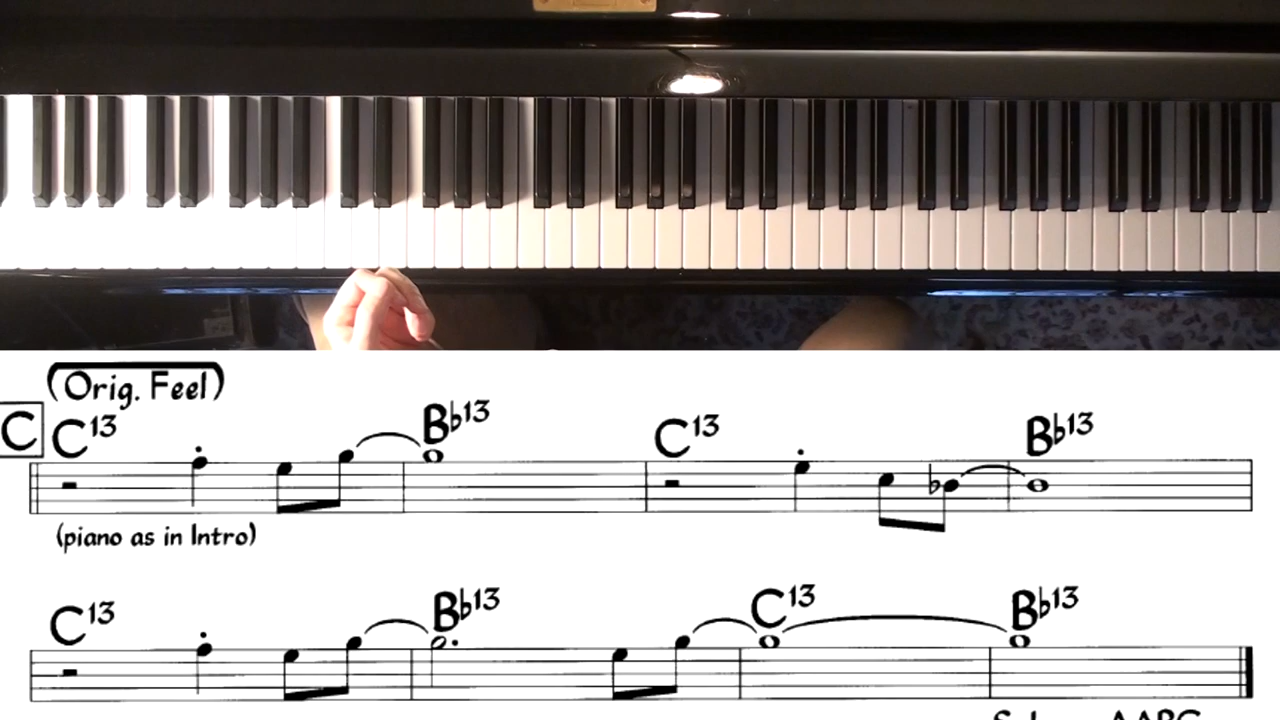 (Orig. Feel)
C C13 Bb13 C13 Bb13
(piano as in Intro)
C13 Bb13 C13 Bb13